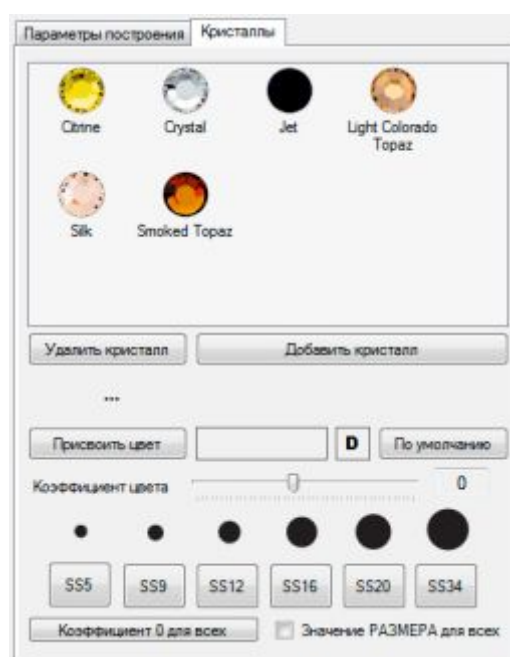 Параметры построения Кристаллы
Citrine Crystal Jet Light Colorado
Topaz
Silk Smoked Topaz
Удалить кристалл Добавить кристалл
...
Присвоить цвет D По умолчанию
Коэффициент цвета 0
SS5 SS9 SS12 SS16 SS20 SS34
Коэффициент 0 для всех Значение РАЗМЕРА для всех